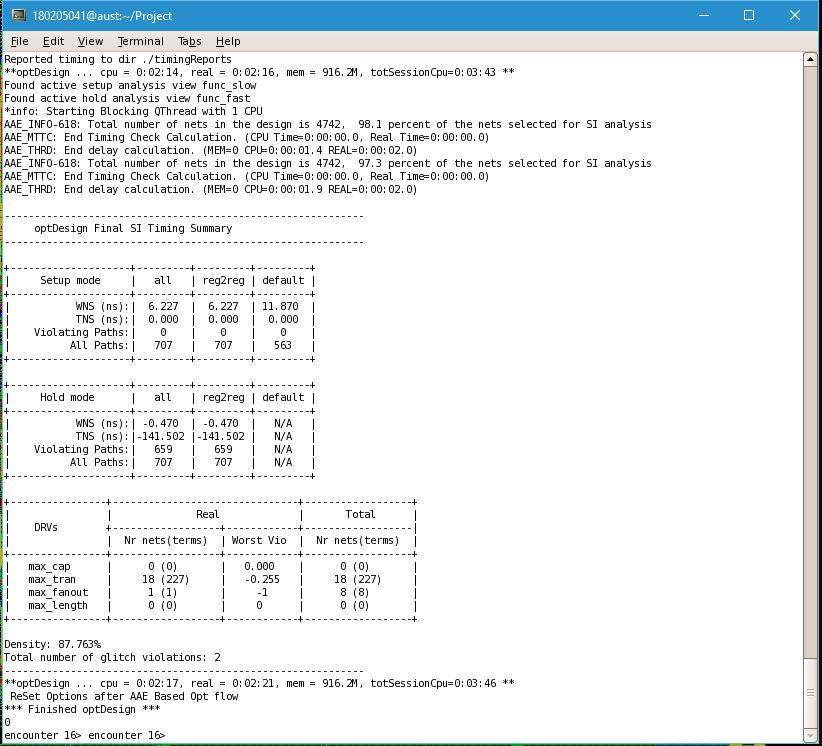 180205041@aust:~/Project
File Edit View Terminal Tabs Help
Reported timing to dir ./timingReports
**optDesign ... cpu = 0:02:14, real = 0:02:16, mem = 916.2M, totSessionCpu=0:03:43 **
Found active setup analysis view func_slow
Found active hold analysis view func_fast
*info: Starting Blocking QThread with 1 CPU
AAE_INFO-618: Total number of nets in the design is 4742,  98.1 percent of the nets selected for SI analysis
AAE_MTTC: End Timing Check Calculation. (CPU Time=0:00:00.0, Real Time=0:00:00.0)
AAE_THRD: End delay calculation. (MEM=0 CPU=0:00:01.4 REAL=0:00:02.0)
AAE_INFO-618: Total number of nets in the design is 4742,  97.3 percent of the nets selected for SI analysis
AAE_MTTC: End Timing Check Calculation. (CPU Time=0:00:00.0, Real Time=0:00:00.0)
AAE_THRD: End delay calculation. (MEM=0 CPU=0:00:01.9 REAL=0:00:02.0)
------------------------------------------------------------
     optDesign Final SI Timing Summary
------------------------------------------------------------
+--------------------+---------+---------+---------+
|     Setup mode     |   all   | reg2reg | default |
+--------------------+---------+---------+---------+
|           WNS (ns):|  6.227  |  6.227  | 11.870  |
|           TNS (ns):|  0.000  |  0.000  |  0.000  |
|    Violating Paths:|    0    |    0    |    0    |
|          All Paths:|   707   |   707   |   563   |
+--------------------+---------+---------+---------+
+--------------------+---------+---------+---------+
|     Hold mode      |   all   | reg2reg | default |
+--------------------+---------+---------+---------+
|           WNS (ns):| -0.470  | -0.470  |   N/A   |
|           TNS (ns):|-141.502 |-141.502 |   N/A   |
|    Violating Paths:|   659   |   659   |   N/A   |
|          All Paths:|   707   |   707   |   N/A   |
+--------------------+---------+---------+---------+
+----------------+-------------------------------+------------------+
|                |              Real             |       Total      |
|    DRVs        +------------------+------------+------------------|
|                |  Nr nets(terms)  | Worst Vio  |  Nr nets(terms)  |
+----------------+------------------+------------+------------------+
|   max_cap      |      0 (0)       |   0.000    |      0 (0)       |
|   max_tran     |     18 (227)     |   -0.255   |     18 (227)     |
|   max_fanout   |      1 (1)       |     -1     |      8 (8)       |
|   max_length   |      0 (0)       |     0      |      0 (0)       |
+----------------+------------------+------------+------------------+
Density: 87.763%
Total number of glitch violations: 2
------------------------------------------------------------
**optDesign ... cpu = 0:02:17, real = 0:02:21, mem = 916.2M, totSessionCpu=0:03:46 **
 ReSet Options after AAE Based Opt flow
*** Finished optDesign ***
0
encounter 16> encounter 16>